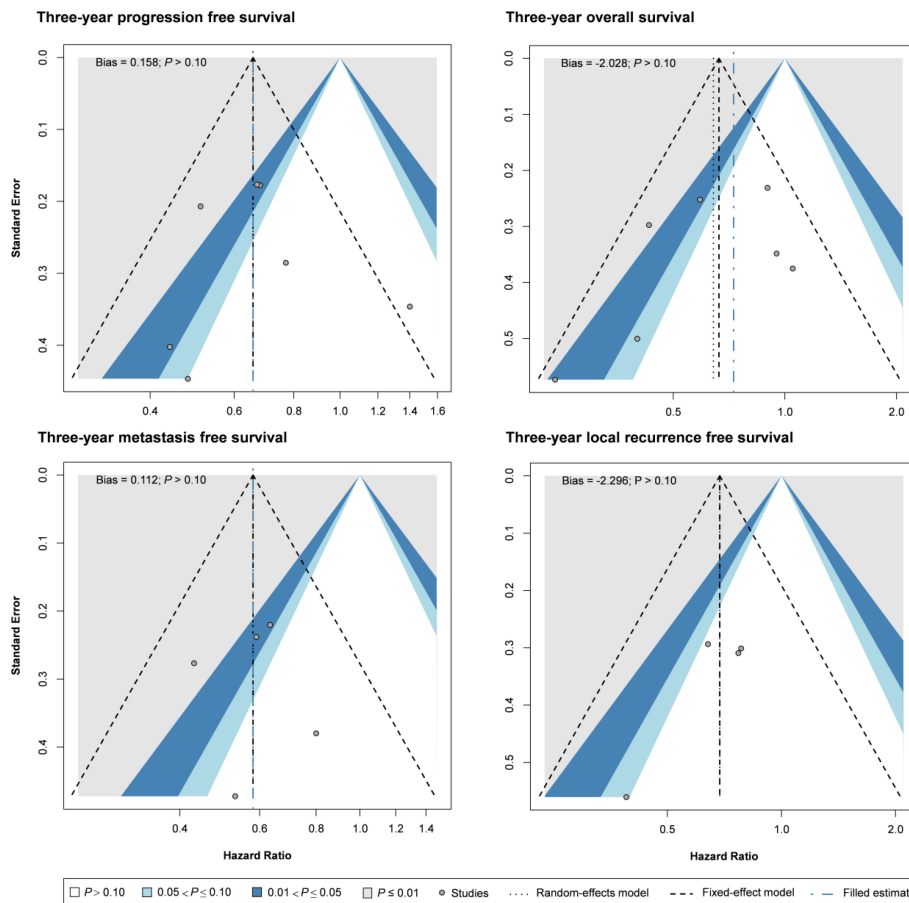 Three-year progression free survival
Three-year overall survival
Bias = 0.158; P > 0.10
Bias = -2.028; P > 0.10
Standard Error
0.0
0.1
0.2
0.3
0.4
0.4 0.6 0.8 1.0 1.2 1.4 1.6
0.0
0.1
0.2
0.3
0.4
0.5
0.5 1.0 2.0
Three-year metastasis free survival
Three-year local recurrence free survival
Bias = 0.112; P > 0.10
Bias = -2.296; P > 0.10
Standard Error
0.0
0.1
0.2
0.3
0.4
0.4 0.6 0.8 1.0 1.2 1.4
Hazard Ratio
0.0
0.1
0.2
0.3
0.4
0.5
0.5 1.0 2.0
Hazard Ratio
P > 0.10 0.05 < P ≤ 0.10 0.01 < P ≤ 0.05 P ≤ 0.01 Studies Random-effects model Fixed-effect model Filled estimat